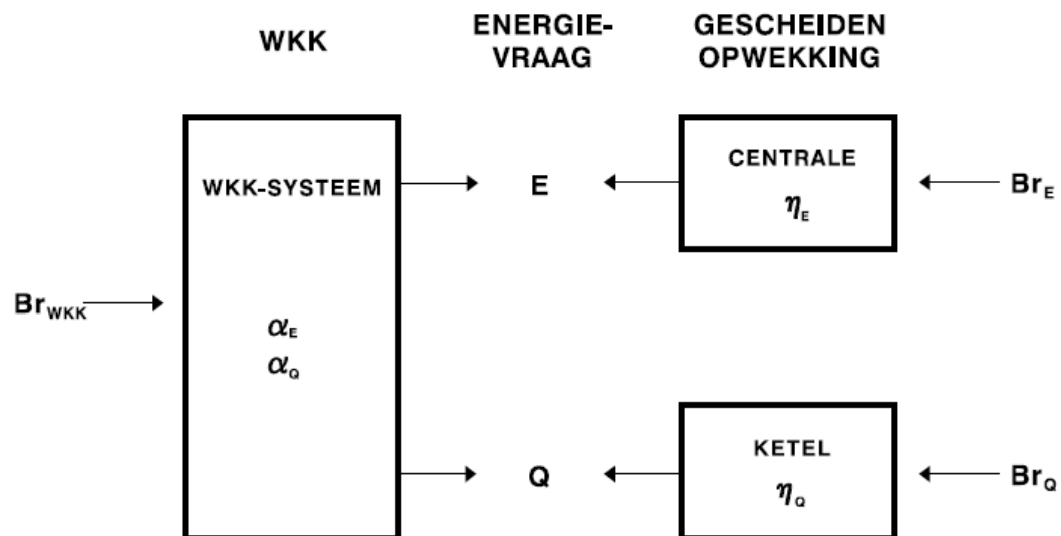 WKK
ENERGIE-
VRAAG
GESCHEIDEN
OPWEKKING
WKK-SYSTEEM
E
CENTRALE
η_E
Br_E
Br_WKK
α_E
α_Q
Q
KETEL
η_Q
Br_Q